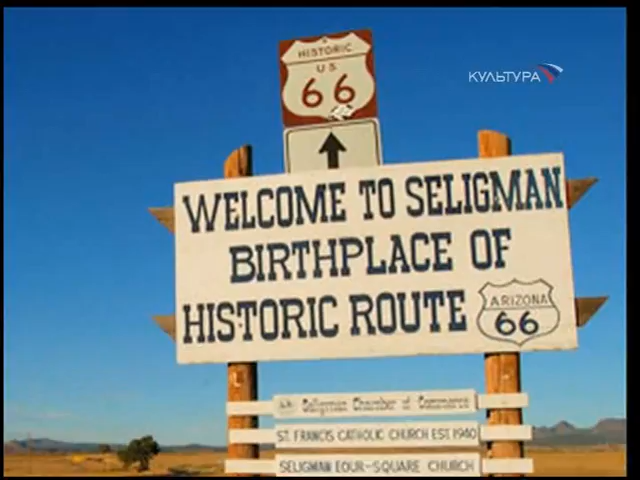 HISTORIC
US
66
КУЛЬТУРА
WELCOME TO SELIGMAN
BIRTHPLACE OF
HISTORIC ROUTE
ARIZONA
66
Seligman Chamber of Commerce
ST. FRANCIS CATHOLIC CHURCH EST 1940
SELIGMAN FOUR-SQUARE CHURCH